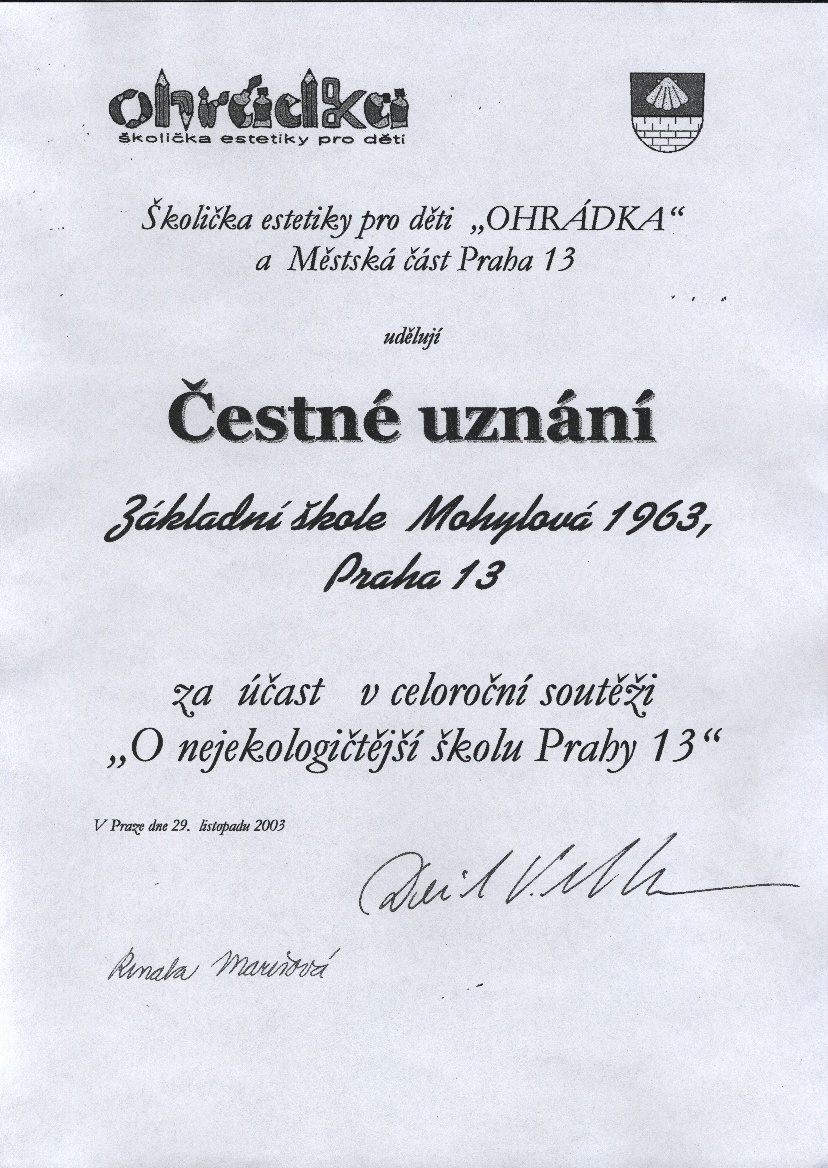 ohrádka
školička estetiky pro děti
Školička estetiky pro děti „OHRÁDKA“
a Městská část Praha 13
udělují
Čestné uznání
Základní škole Mohylová 1963,
Praha 13
za účast v celoroční soutěži
„O nejekologičtější školu Prahy 13“
V Praze dne 29. listopadu 2003
Renata